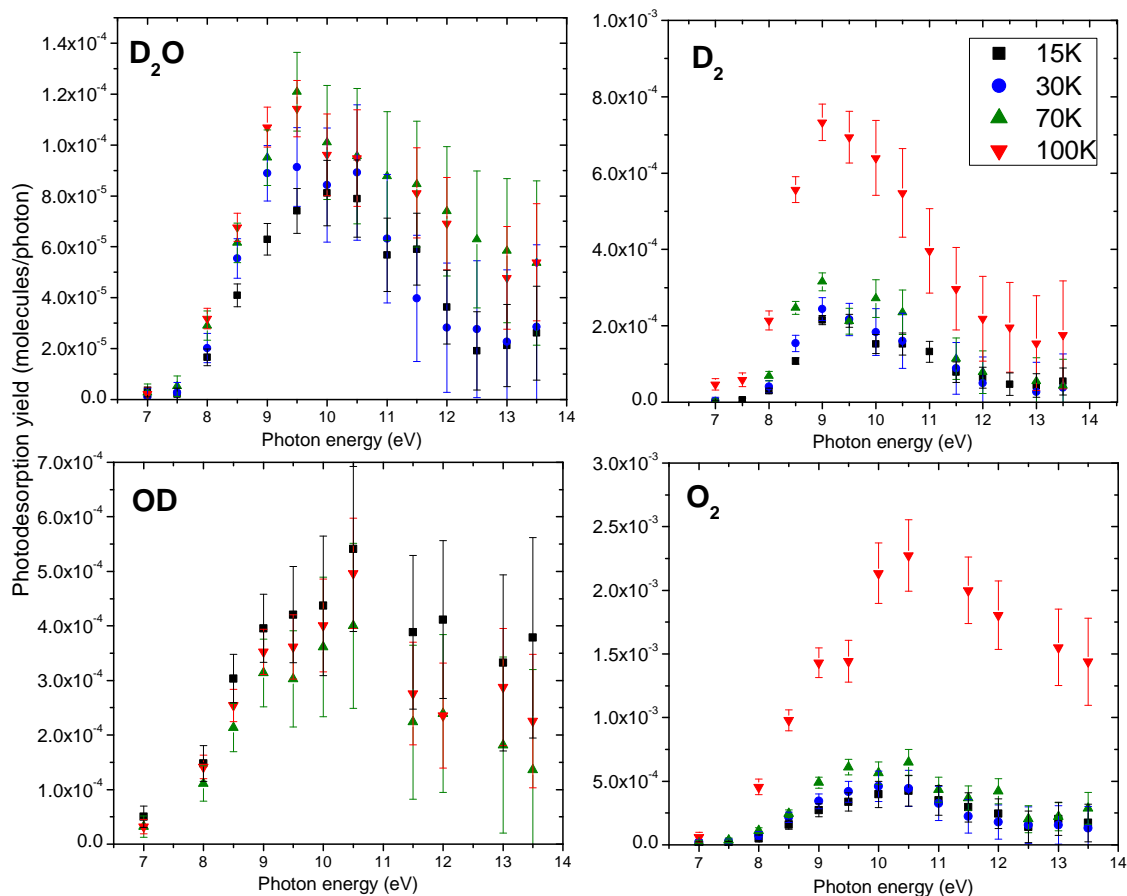 Photodesorption yield (molecules/photon)
D₂O
1.4x10⁻⁴
1.2x10⁻⁴
1.0x10⁻⁴
8.0x10⁻⁵
6.0x10⁻⁵
4.0x10⁻⁵
2.0x10⁻⁵
0.0
7 8 9 10 11 12 13 14
Photon energy (eV)
D₂
1.0x10⁻³
8.0x10⁻⁴
6.0x10⁻⁴
4.0x10⁻⁴
2.0x10⁻⁴
0.0
7 8 9 10 11 12 13 14
Photon energy (eV)
15K
30K
70K
100K
OD
7.0x10⁻⁴
6.0x10⁻⁴
5.0x10⁻⁴
4.0x10⁻⁴
3.0x10⁻⁴
2.0x10⁻⁴
1.0x10⁻⁴
0.0
7 8 9 10 11 12 13 14
Photon energy (eV)
O₂
3.0x10⁻³
2.5x10⁻³
2.0x10⁻³
1.5x10⁻³
1.0x10⁻³
5.0x10⁻⁴
0.0
7 8 9 10 11 12 13 14
Photon energy (eV)